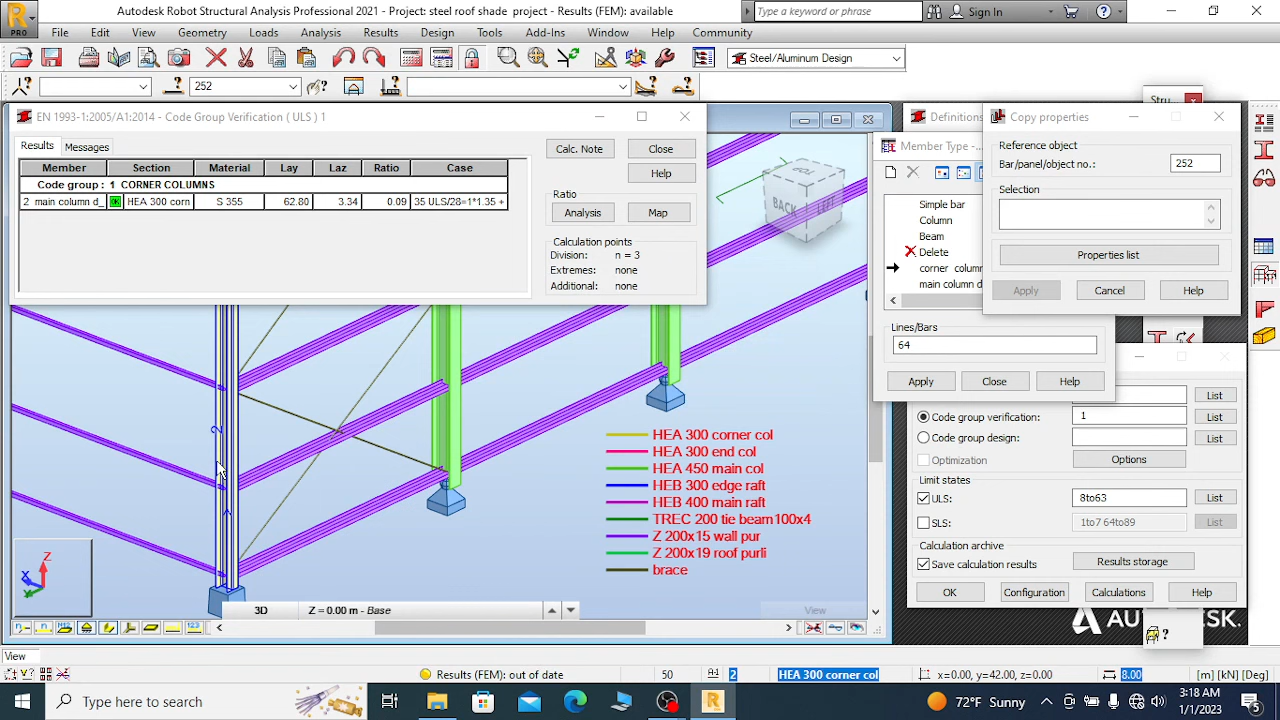 Autodesk Robot Structural Analysis Professional 2021 - Project: steel roof shade project - Results (FEM): available
Type a keyword or phrase
Sign In
PRO
File Edit View Geometry Loads Analysis Results Design Tools Add-Ins Window Help Community
Steel/Aluminum Design
252
EN 1993-1:2005/A1:2014 - Code Group Verification ( ULS ) 1
Results Messages
Member Section Material Lay Laz Ratio Case
Code group : 1 CORNER COLUMNS
2 main column d_ OK HEA 300 corn S 355 62.80 3.34 0.09 35 ULS/28=1*1.35 +
Calc. Note Close
Help
Ratio
Analysis Map
Calculation points
Division: n = 3
Extremes: none
Additional: none
BACK LEFT
Stru...
Definitions
Member Type -...
Simple bar
Column
Beam
Delete
corner colum
main column d
Lines/Bars
64
Apply Close Help
Copy properties
Reference object
Bar/panel/object no.: 252
Selection
Properties list
Apply Cancel Help
List
Code group verification: 1 List
Code group design: List
Optimization Options
Limit states
ULS: 8to63 List
SLS: 1to7 64to89 List
Calculation archive
Save calculation results Results storage
OK Configuration Calculations Help
AUTODESK.
2
HEA 300 corner col
HEA 300 end col
HEA 450 main col
HEB 300 edge raft
HEB 400 main raft
TREC 200 tie beam100x4
Z 200x15 wall pur
Z 200x19 roof purli
brace
Z
X
Y
3D Z = 0.00 m - Base View
View
Results (FEM): out of date 50 2 HEA 300 corner col x=0.00, y=42.00, z=0.00 8.00 [m] [kN] [Deg]
Type here to search
72°F Sunny
3:18 AM
1/1/2023
5